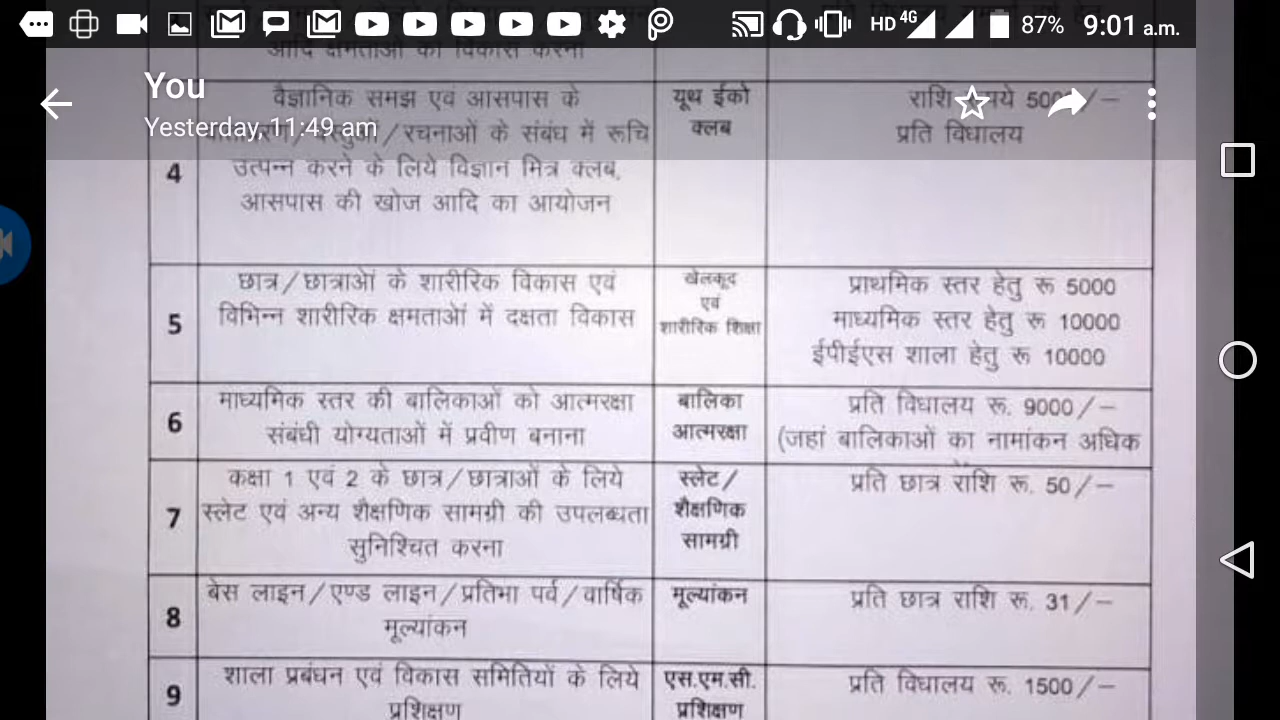 87% 9:01 a.m.
HD 4G
आदि क्षमताओं का विकास करना
You
Yesterday, 11:49 am
4
वैज्ञानिक समझ एवं आसपास के
/रचनाओं के संबंध में रूचि
उत्पन्न करने के लिये विज्ञान मित्र क्लब,
आसपास की खोज आदि का आयोजन
यूथ ईको
क्लब
राशि
प्रति विघालय
5
छात्र/छात्राओं के शारीरिक विकास एवं
विभिन्न शारीरिक क्षमताओं में दक्षता विकास
खेलकूद
एवं
शारीरिक शिक्षा
प्राथमिक स्तर हेतु रू 5000
माध्यमिक स्तर हेतु रू 10000
ईपीईएस शाला हेतु रू 10000
6
माध्यमिक स्तर की बालिकाओं को आत्मरक्षा
संबंधी योग्यताओं में प्रवीण बनाना
बालिका
आत्मरक्षा
प्रति विघालय रू. 9000/–
(जहां बालिकाओं का नामांकन अधिक
7
कक्षा 1 एवं 2 के छात्र/छात्राओं के लिये
स्लेट एवं अन्य शैक्षणिक सामग्री की उपलब्धता
सुनिश्चित करना
स्लेट/
शैक्षणिक
सामग्री
प्रति छात्र राशि रू. 50/–
8
बेस लाइन/एण्ड लाइन/प्रतिभा पर्व/वार्षिक
मूल्यांकन
मूल्यांकन
प्रति छात्र राशि रू. 31/–
9
शाला प्रबंधन एवं विकास समितियों के लिये
प्रशिक्षण
एस.एम.सी.
प्रशिक्षण
प्रति विघालय रू. 1500/–